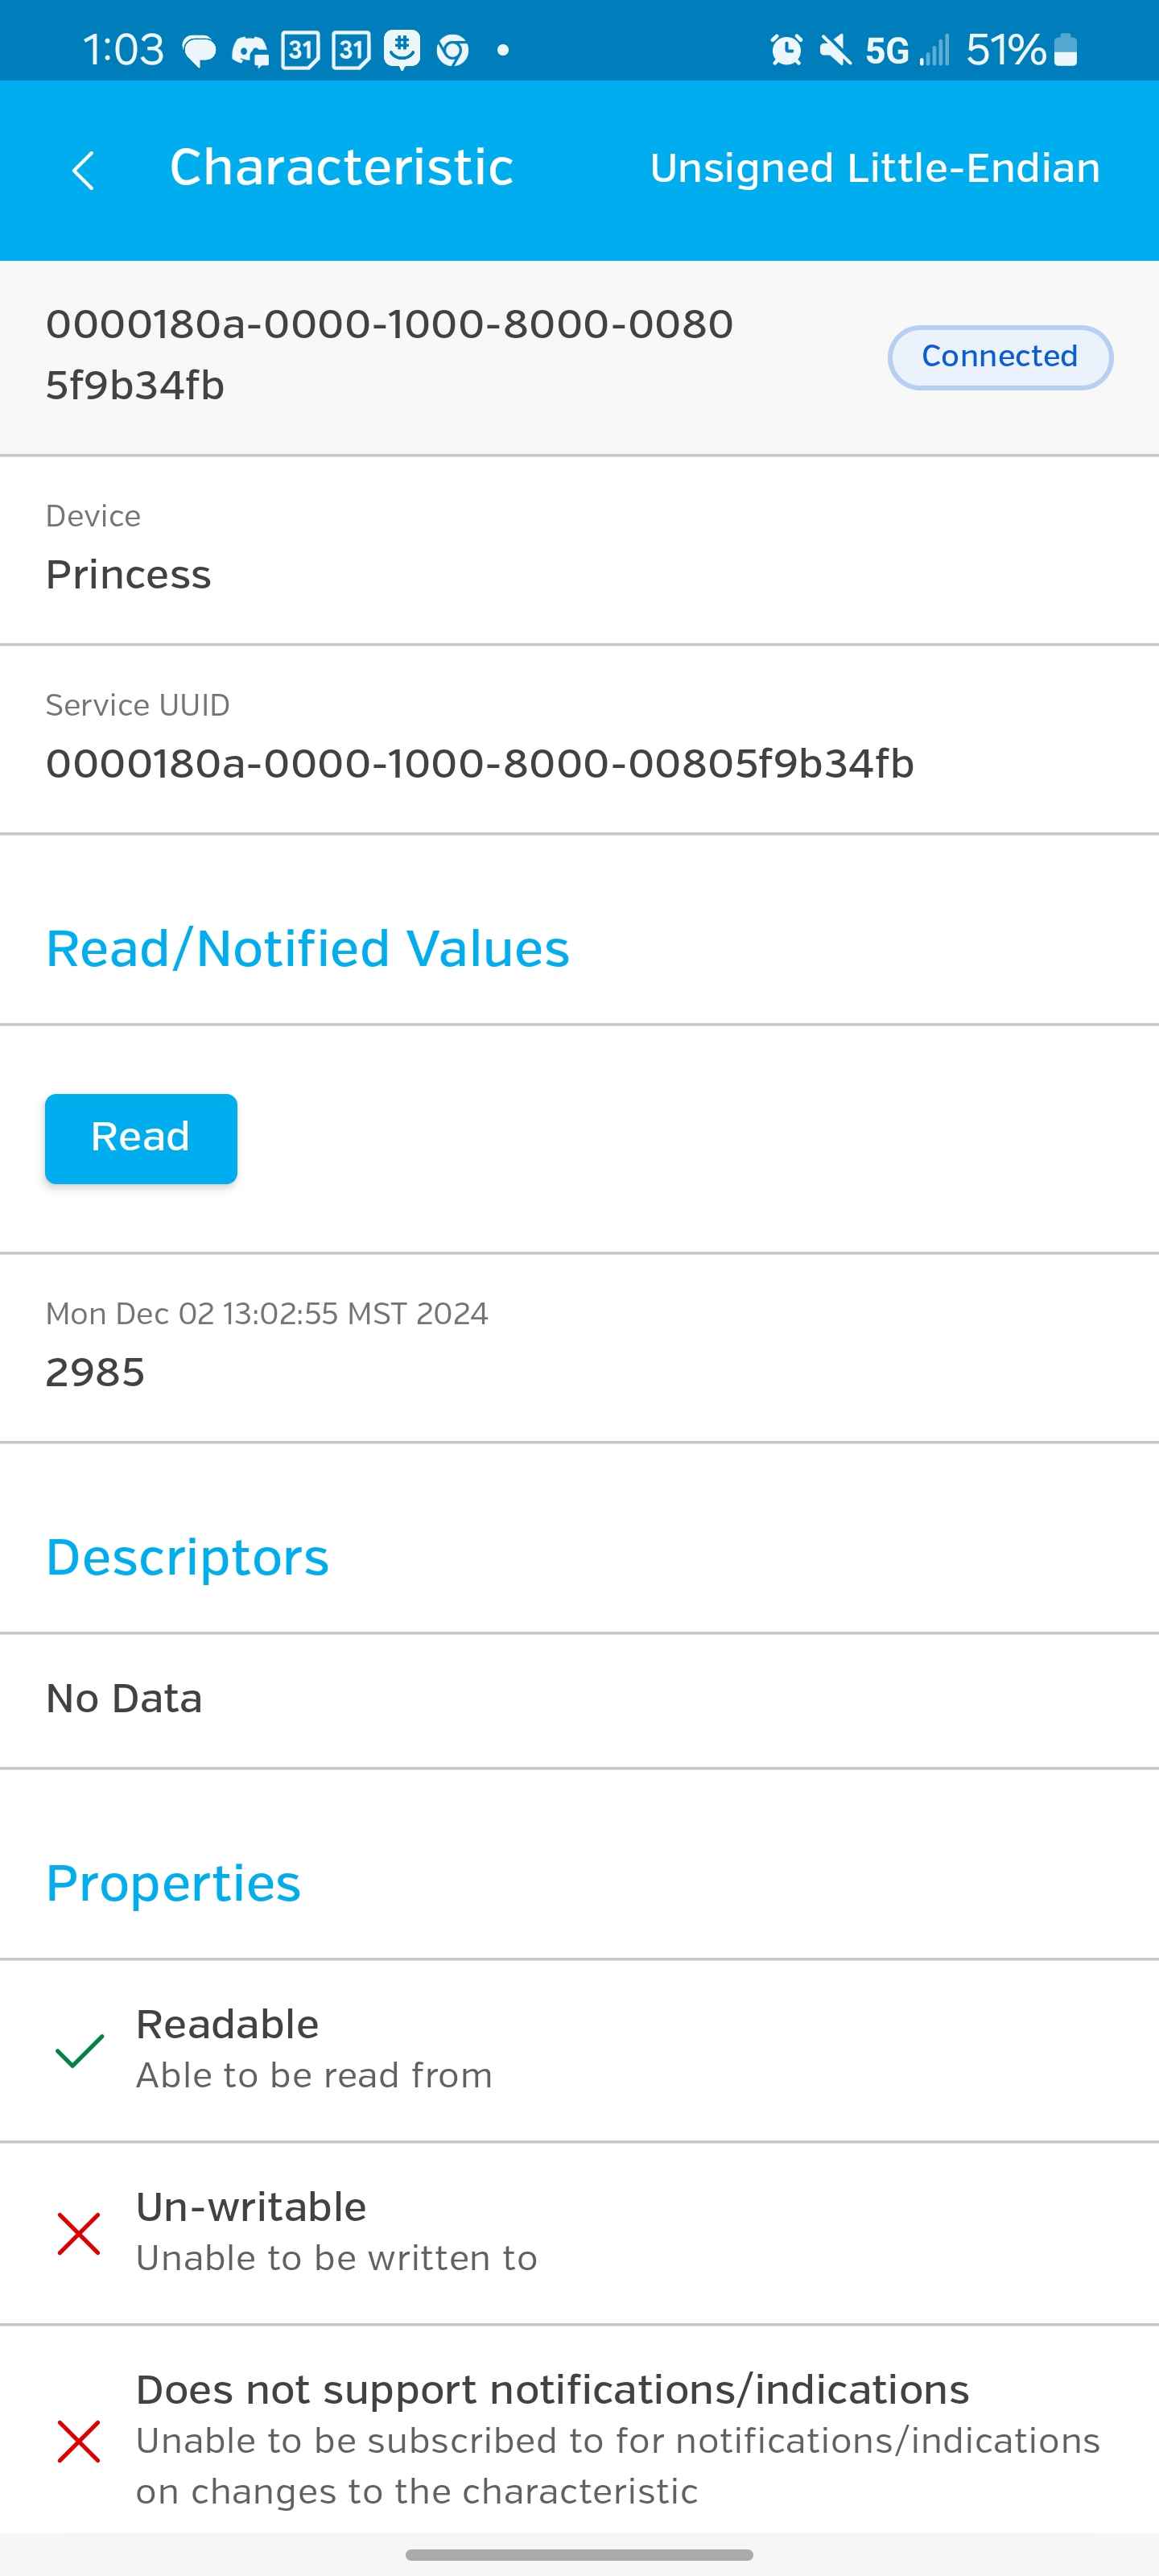 1:03 31 31 # 5G 51%
Characteristic Unsigned Little-Endian
0000180a-0000-1000-8000-0080
5f9b34fb
Connected
Device
Princess
Service UUID
0000180a-0000-1000-8000-00805f9b34fb
Read/Notified Values
Read
Mon Dec 02 13:02:55 MST 2024
2985
Descriptors
No Data
Properties
Readable
Able to be read from
Un-writable
Unable to be written to
Does not support notifications/indications
Unable to be subscribed to for notifications/indications
on changes to the characteristic